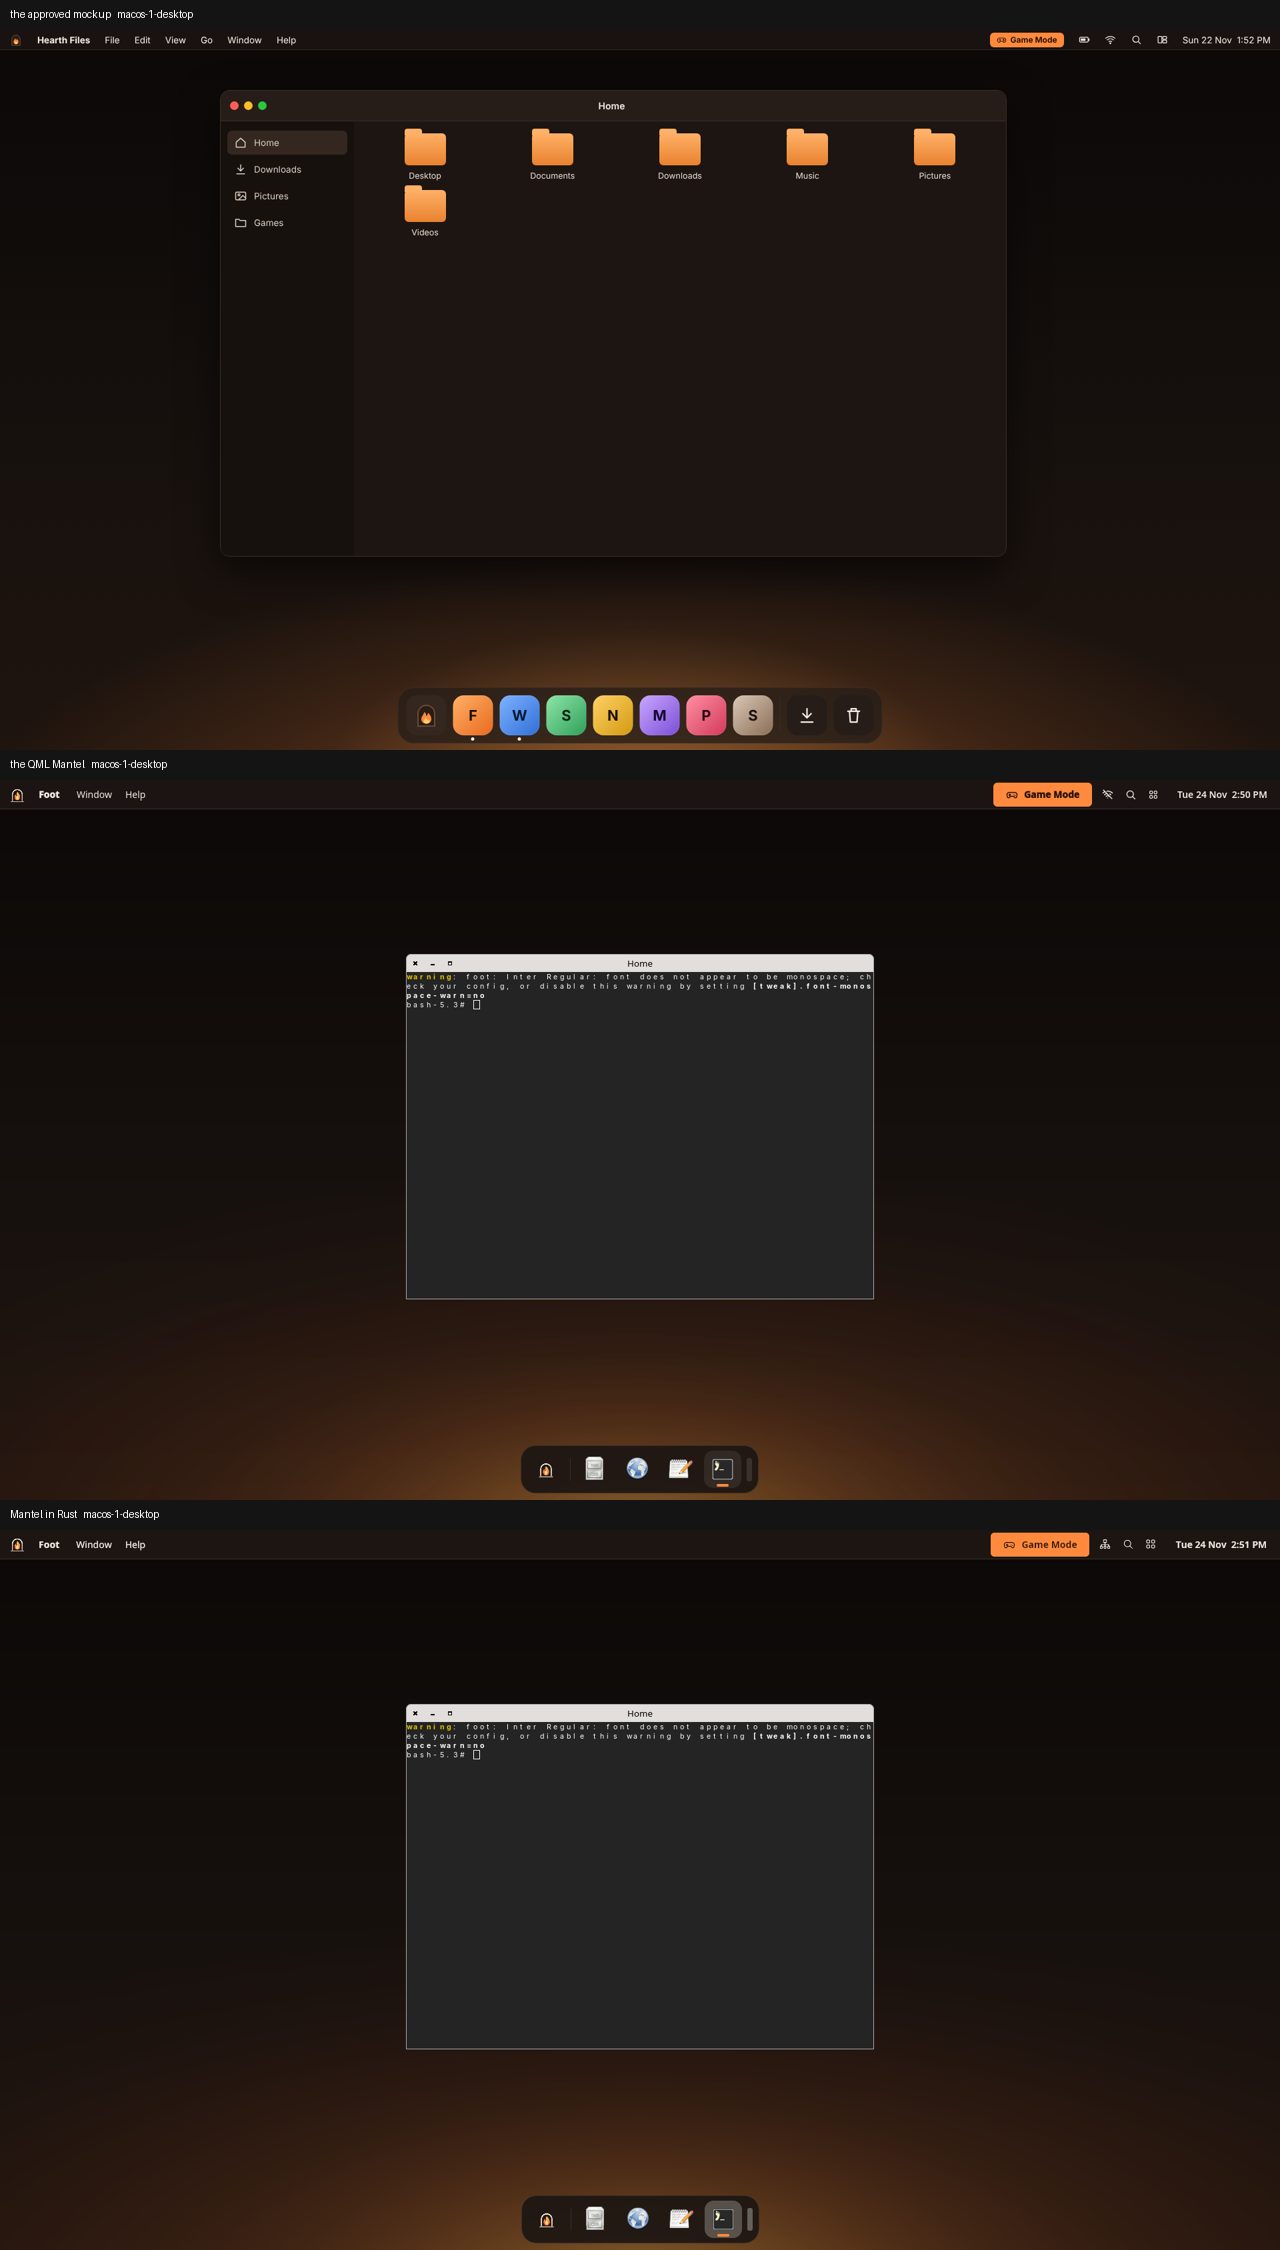 the approved mockup macos-1-desktop
Hearth Files File Edit View Go Window Help Game Mode Sun 22 Nov 1:52 PM
Home
Home
Downloads
Pictures
Games
Desktop Documents Downloads Music Pictures
Videos
F W S N M P S
the QML Mantel macos-1-desktop
Foot Window Help Game Mode Tue 24 Nov 2:50 PM
Home
warning: foot: Inter Regular: font does not appear to be monospace; ch
eck your config, or disable this warning by setting [tweak].font-monos
pace-warn=no
bash-5.3#
Mantel in Rust macos-1-desktop
Foot Window Help Game Mode Tue 24 Nov 2:51 PM
Home
warning: foot: Inter Regular: font does not appear to be monospace; ch
eck your config, or disable this warning by setting [tweak].font-monos
pace-warn=no
bash-5.3#